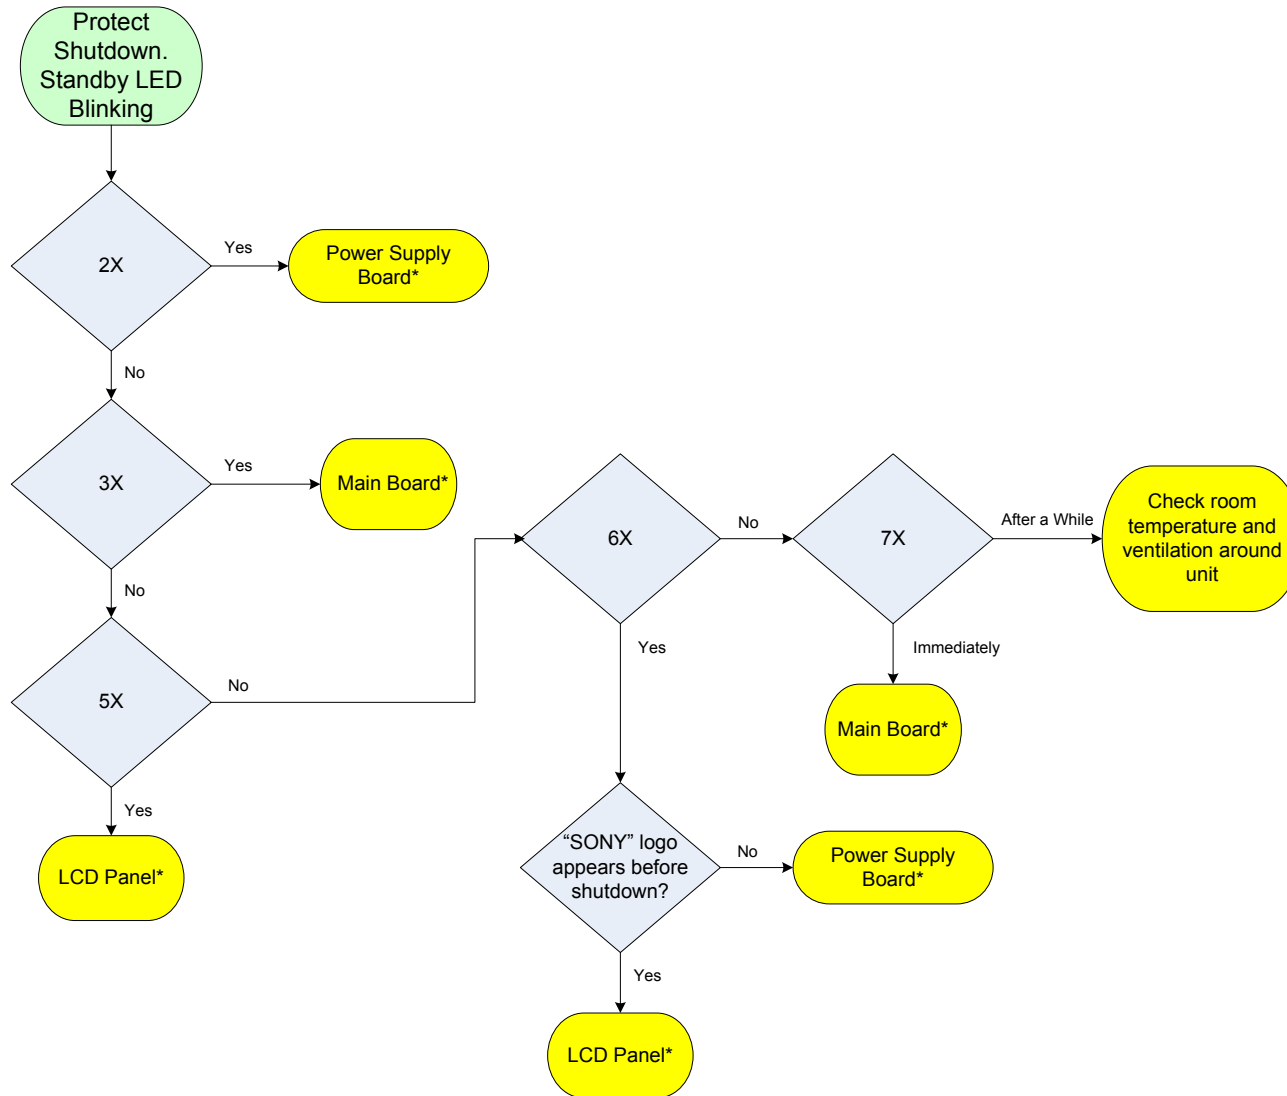 Protect
Shutdown.
Standby LED
Blinking
2X
Yes
Power Supply
Board*
No
3X
Yes
Main Board*
No
5X
No
Yes
LCD Panel*
6X
No
7X
After a While
Check room
temperature and
ventilation around
unit
Immediately
Main Board*
Yes
“SONY” logo
appears before
shutdown?
No
Power Supply
Board*
Yes
LCD Panel*